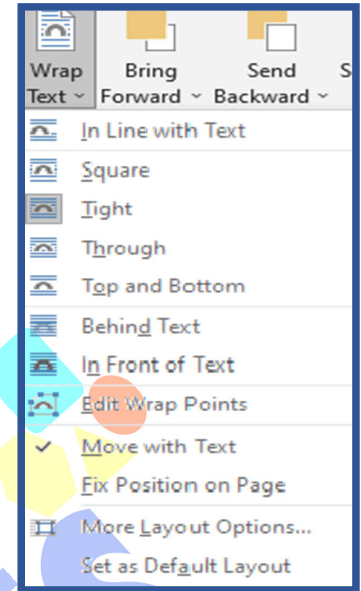 Wrap Bring Send S
Text Forward Backward
In Line with Text
Square
Tight
Through
Top and Bottom
Behind Text
In Front of Text
Edit Wrap Points
Move with Text
Fix Position on Page
More Layout Options...
Set as Default Layout